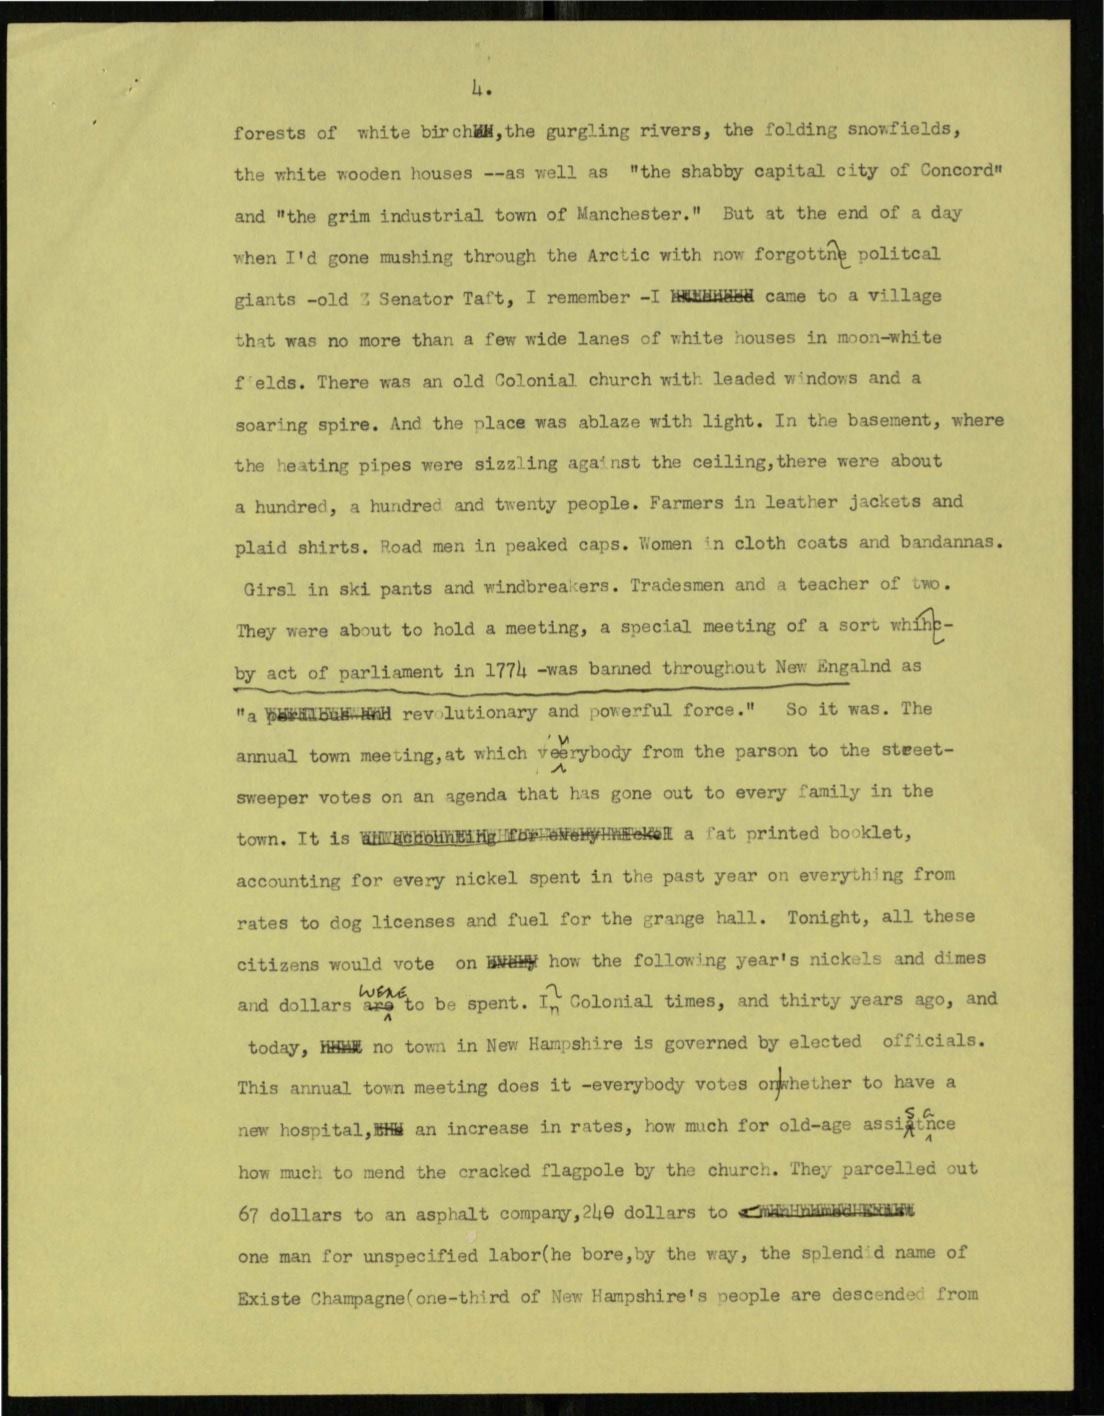 4.
forests of white birch, the gurgling rivers, the folding snowfields,
the white wooden houses --as well as "the shabby capital city of Concord"
and "the grim industrial town of Manchester." But at the end of a day
when I'd gone mushing through the Arctic with now forgottne politcal
giants -old Senator Taft, I remember -I came to a village
that was no more than a few wide lanes of white houses in moon-white
fields. There was an old Colonial church with leaded windows and a
soaring spire. And the place was ablaze with light. In the basement, where
the heating pipes were sizzling against the ceiling,there were about
a hundred, a hundred and twenty people. Farmers in leather jackets and
plaid shirts. Road men in peaked caps. Women in cloth coats and bandannas.
Girsl in ski pants and windbreakers. Tradesmen and a teacher of two.
They were about to hold a meeting, a special meeting of a sort whihc-
by act of parliament in 1774 -was banned throughout New Engalnd as
"a revolutionary and powerful force." So it was. The
annual town meeting,at which veerybody from the parson to the street-
sweeper votes on an agenda that has gone out to every family in the
town. It is an accounting for every nickel a fat printed booklet,
accounting for every nickel spent in the past year on everything from
rates to dog licenses and fuel for the grange hall. Tonight, all these
citizens would vote on every how the following year's nickels and dimes
and dollars are were to be spent. In Colonial times, and thirty years ago, and
today, no town in New Hampshire is governed by elected officials.
This annual town meeting does it -everybody votes on whether to have a
new hospital, an increase in rates, how much for old-age assistance
how much to mend the cracked flagpole by the church. They parcelled out
67 dollars to an asphalt company,240 dollars to
one man for unspecified labor(he bore,by the way, the splendid name of
Existe Champagne(one-third of New Hampshire's people are descended from